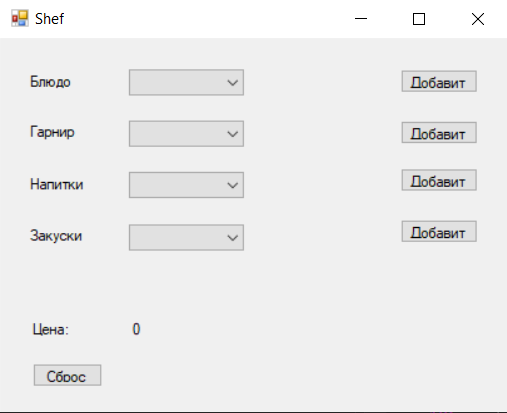 Shef
Блюдо Добавит
Гарнир Добавит
Напитки Добавит
Закуски Добавит
Цена: 0
Сброс